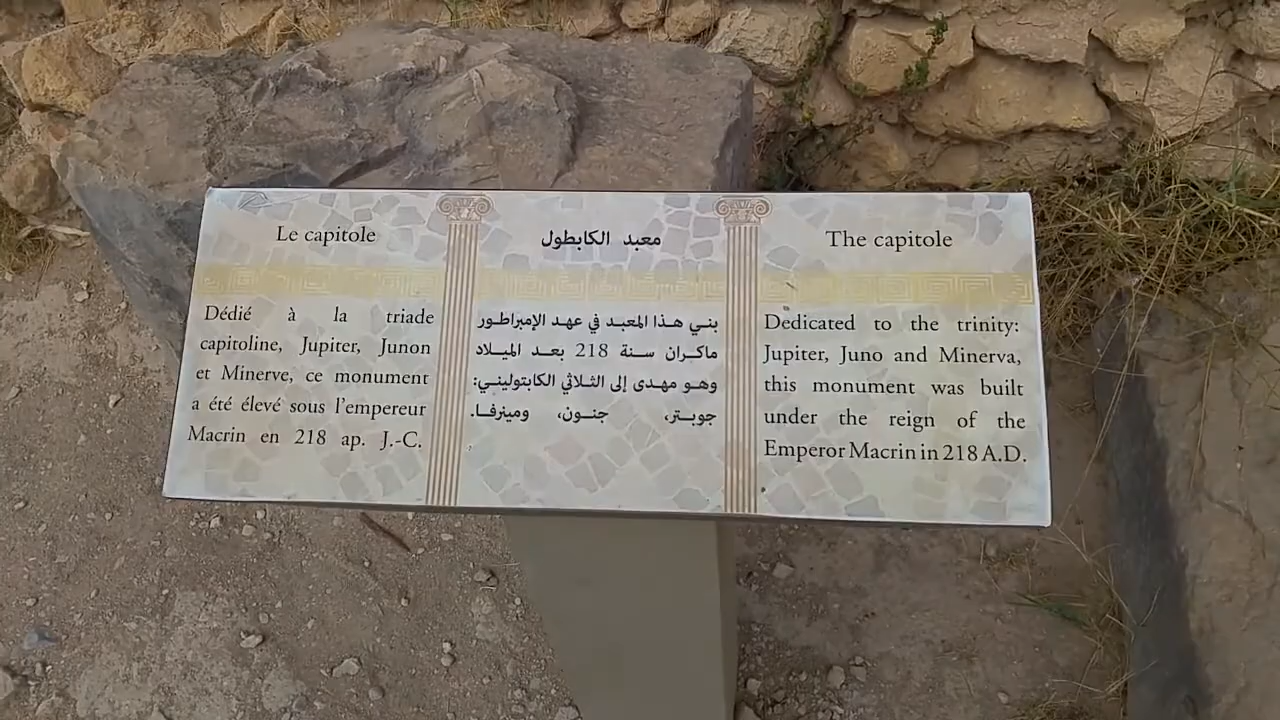 Le capitole
Dédié à la triade
capitoline, Jupiter, Junon
et Minerve, ce monument
a été élevé sous l'empereur
Macrin en 218 ap. J.-C.
معبد الكابطول
بني هذا المعبد في عهد الإمبراطور
ماكران سنة 218 بعد الميلاد
وهو مهدى إلى الثلاثي الكابتوليني:
جوبتر، جنون، ومينرفا.
The capitole
Dedicated to the trinity:
Jupiter, Juno and Minerva,
this monument was built
under the reign of the
Emperor Macrin in 218 A.D.